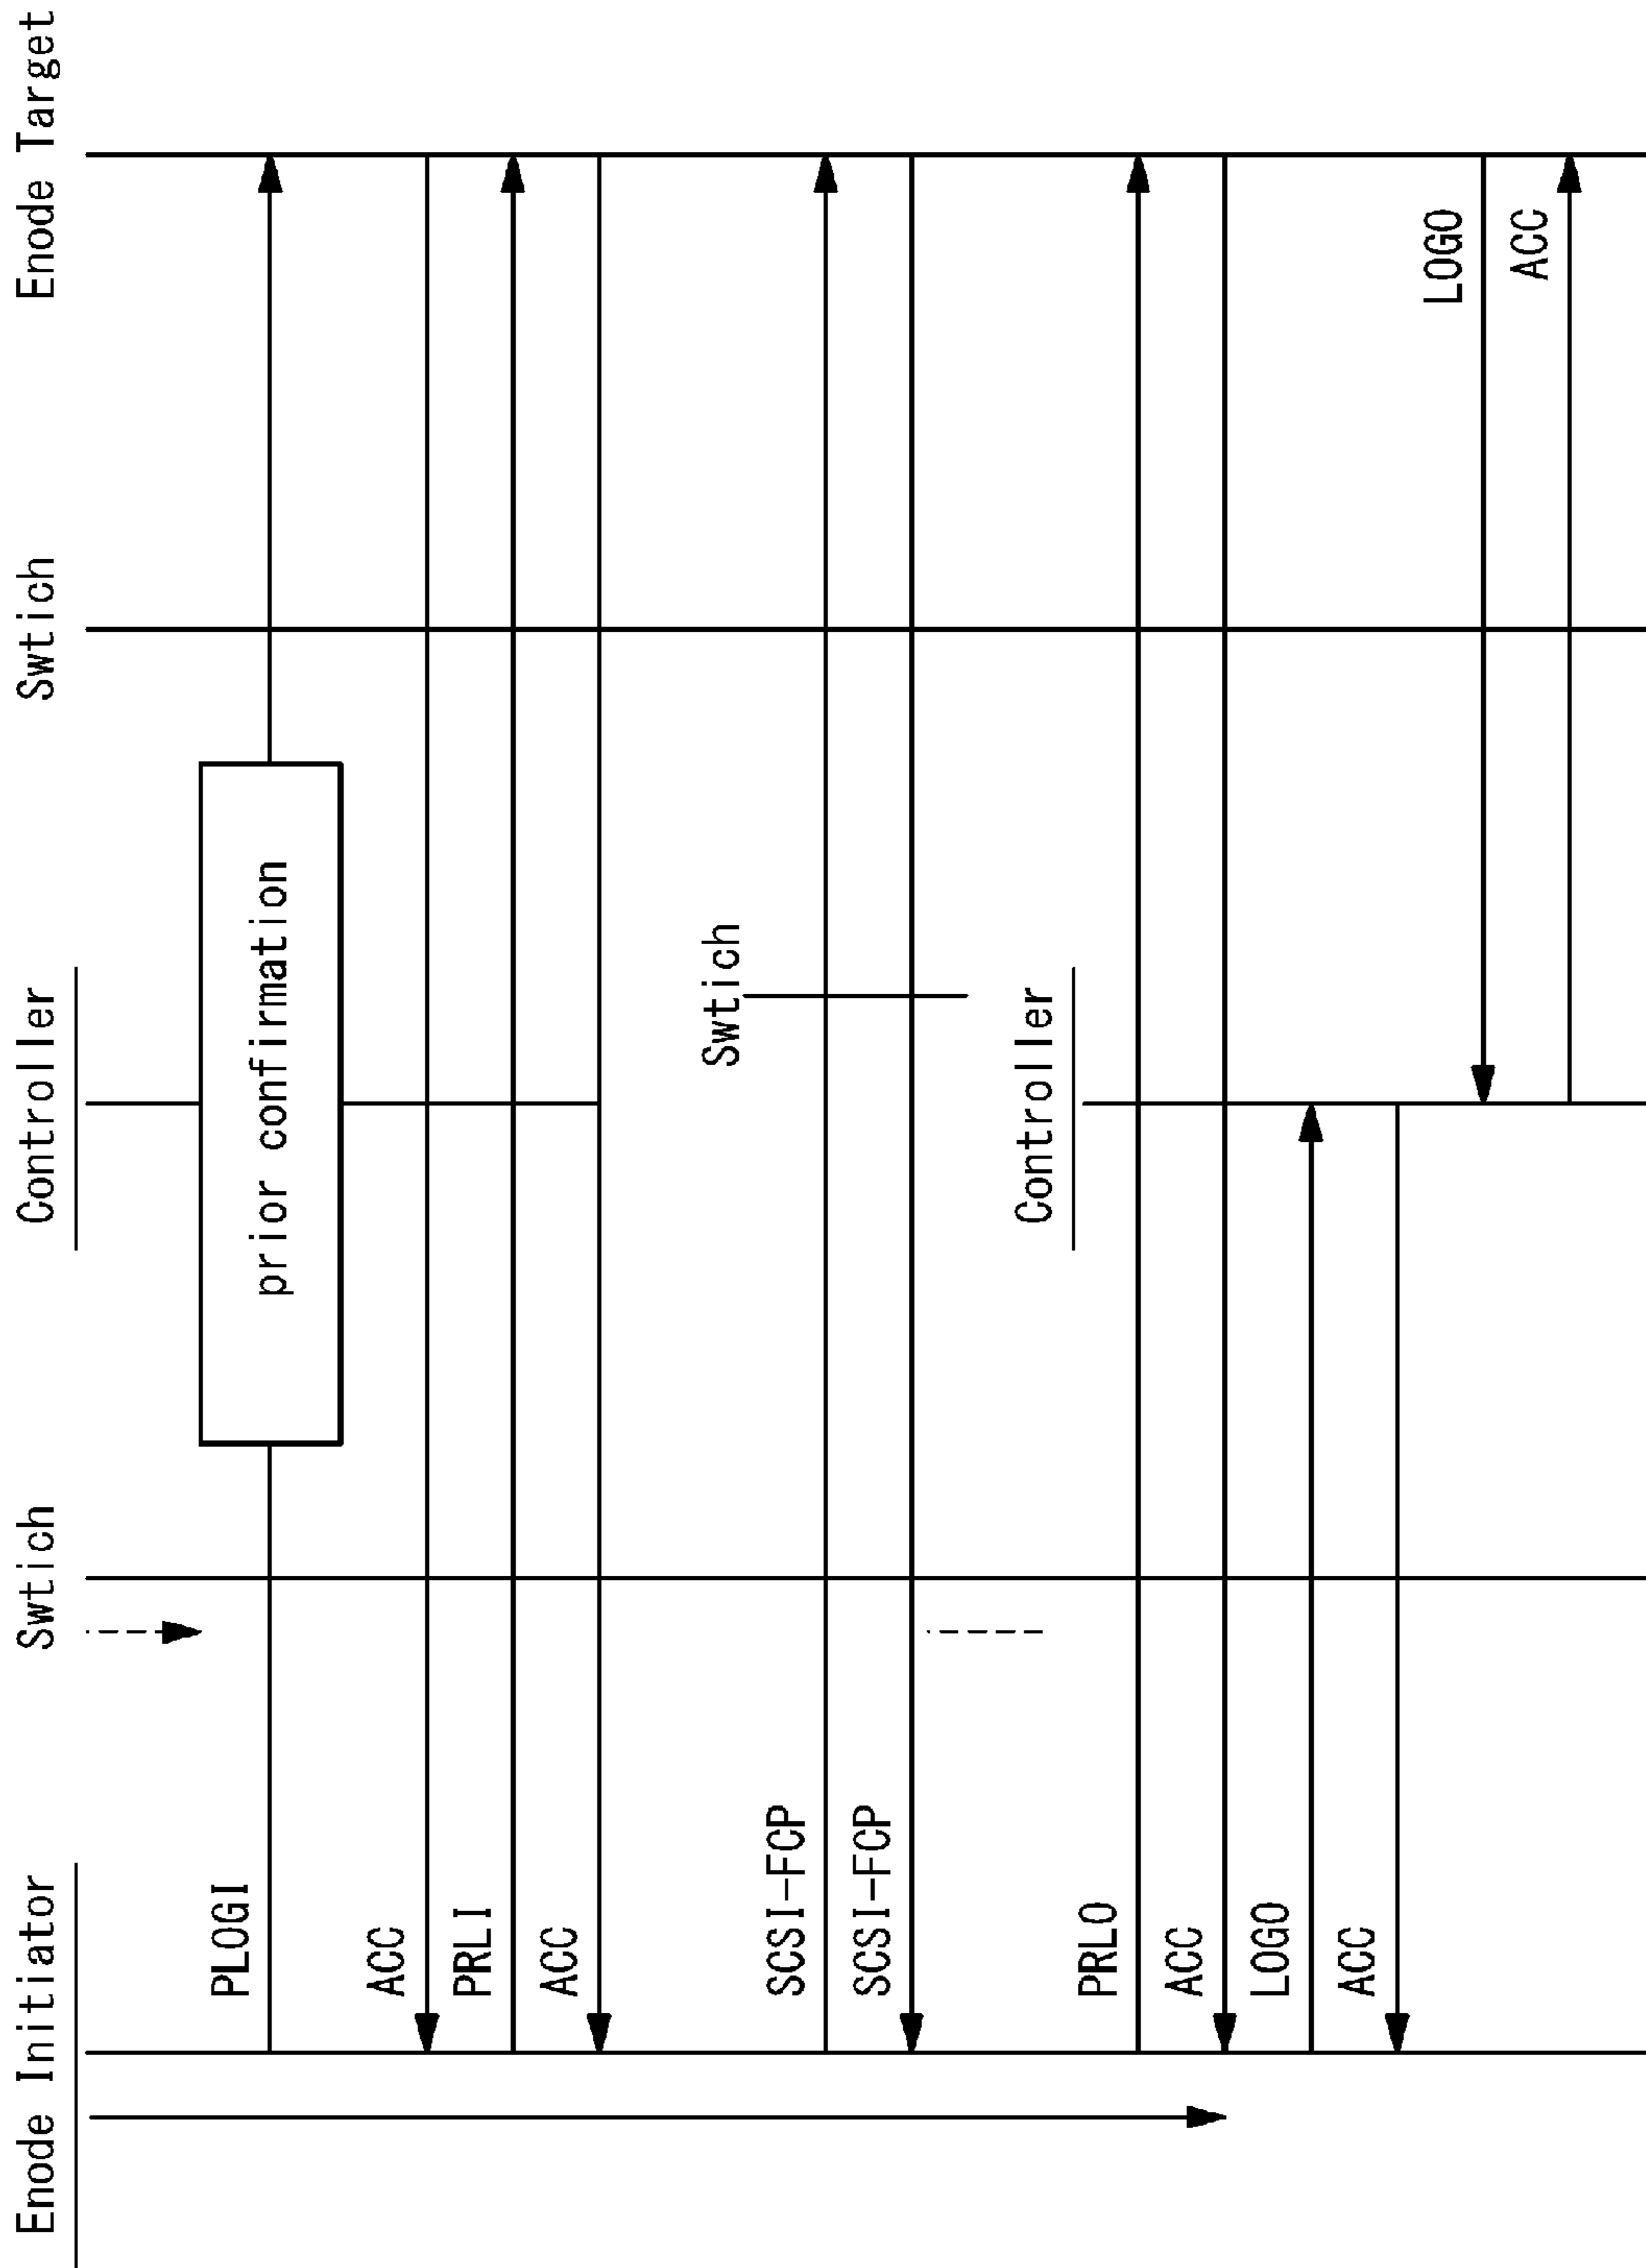 Enode Initiator
Swtich
Controller
Swtich
Enode Target
PLOGI
prior confirmation
ACC
PRLI
ACC
Swtich
SCSI-FCP
SCSI-FCP
Controller
PRLO
ACC
LOGO
ACC
LOGO
ACC